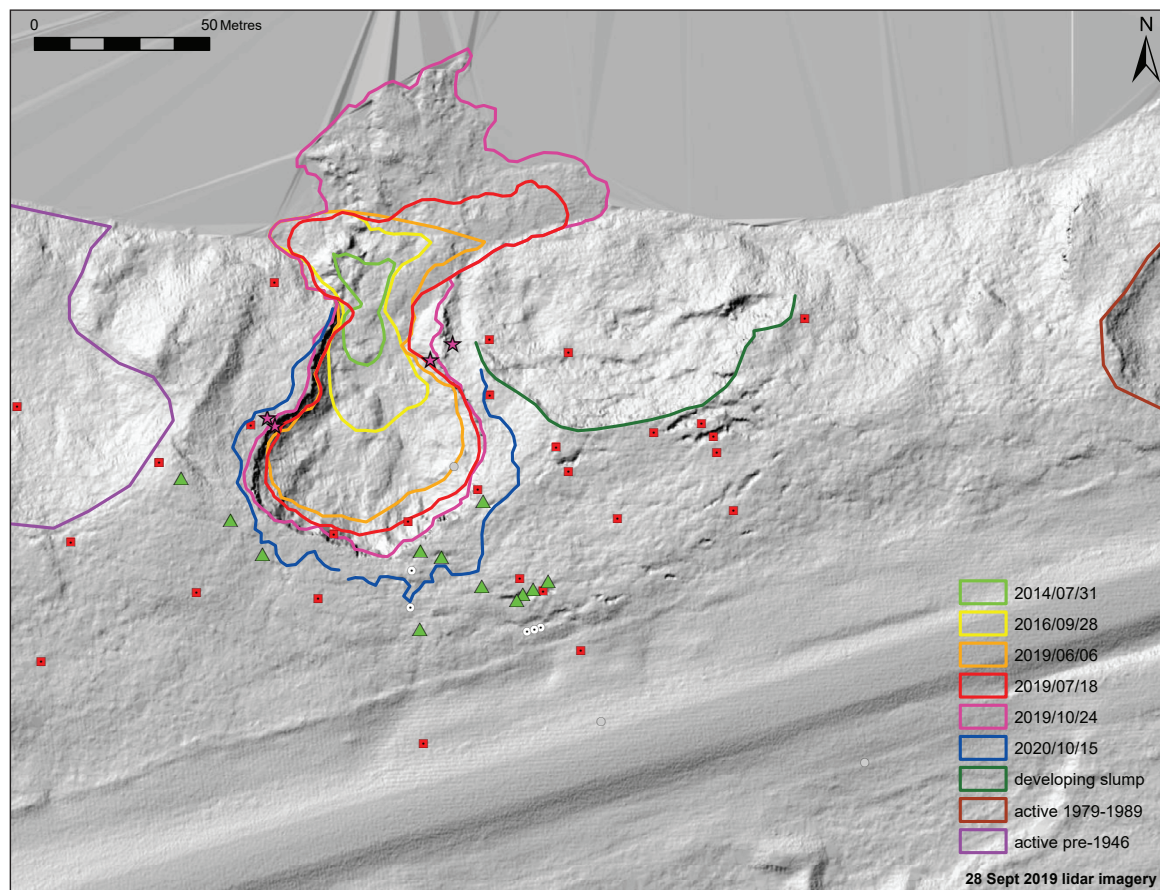 0 50 Metres
N
2014/07/31
2016/09/28
2019/06/06
2019/07/18
2019/10/24
2020/10/15
developing slump
active 1979-1989
active pre-1946
28 Sept 2019 lidar imagery